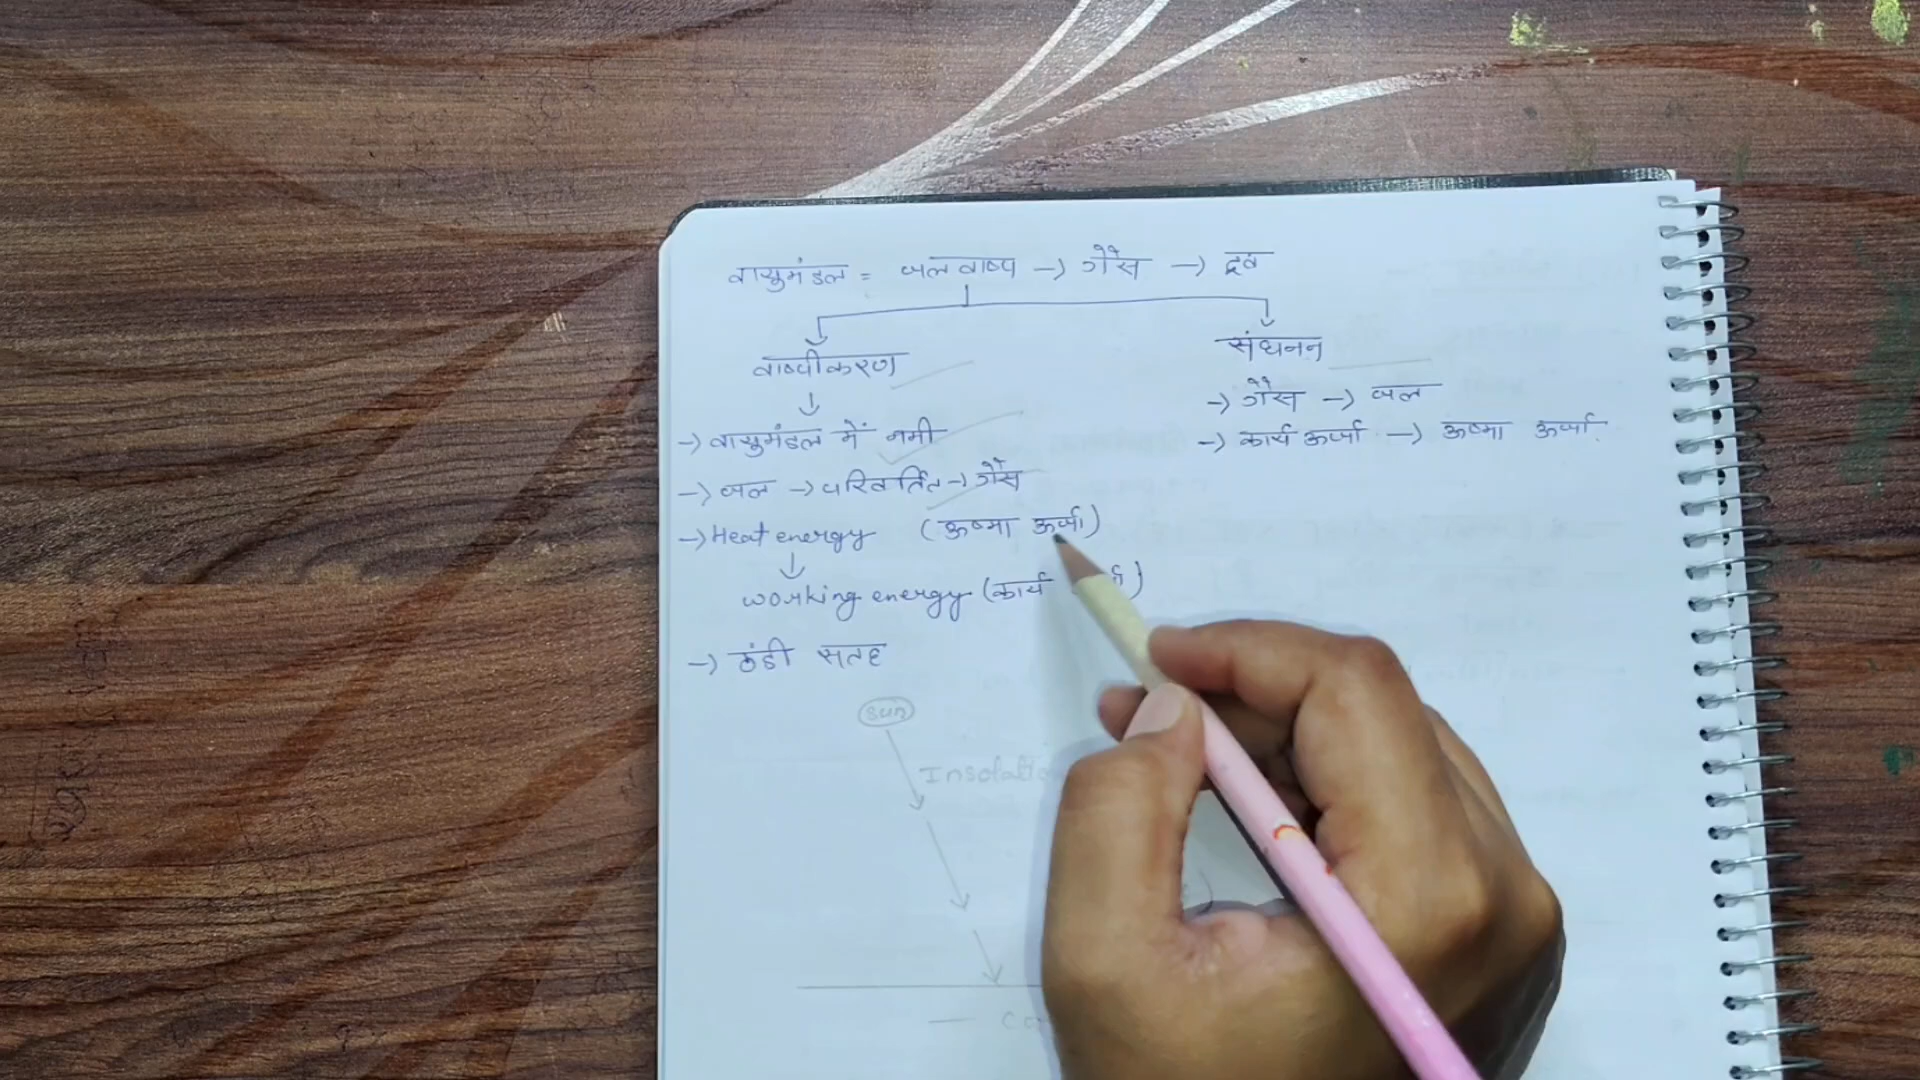 वायुमंडल = जलवाष्प → गैस → द्रव
वाष्पीकरण
→ वायुमंडल में नमी
→ जल → परिवर्तित → गैस
→ Heat energy (ऊष्मा ऊर्जा)
working energy (कार्य
→ ठंडी सतह
संघनन
→ गैस → जल
→ कार्य ऊर्जा → ऊष्मा ऊर्जा.
sun